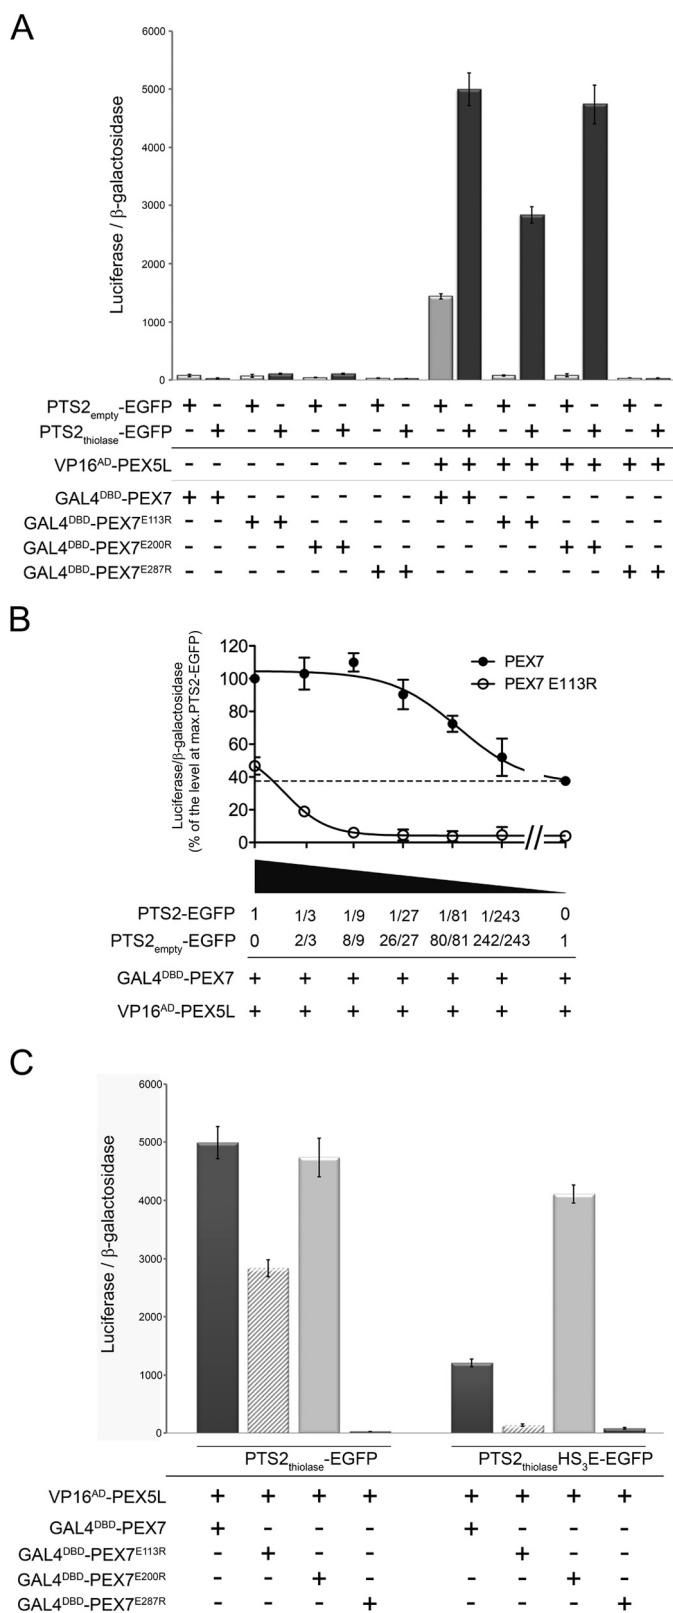 A
Luciferase / β-galactosidase
6000
5000
4000
3000
2000
1000
0
PTS2empty-EGFP + - + - + - + - + - + - + - + -
PTS2thiolase-EGFP - + - + - + - + - + - + - + - +
VP16AD-PEX5L - - - - - - - - + + + + + + + +
GAL4DBD-PEX7 + + - - - - - - + + - - - - - -
GAL4DBD-PEX7E113R - - + + - - - - - - + + - - - -
GAL4DBD-PEX7E200R - - - - + + - - - - - - + + - -
GAL4DBD-PEX7E287R - - - - - - + + - - - - - - + +
B
Luciferase/β-galactosidase
(% of the level at max.PTS2-EGFP)
120
100
80
60
40
20
0
PEX7
PEX7 E113R
//
PTS2-EGFP 1 1/3 1/9 1/27 1/81 1/243 0
PTS2empty-EGFP 0 2/3 8/9 26/27 80/81 242/243 1
GAL4DBD-PEX7 + + + + + + +
VP16AD-PEX5L + + + + + + +
C
Luciferase / β-galactosidase
6000
5000
4000
3000
2000
1000
0
PTS2thiolase-EGFP PTS2thiolaseHS3E-EGFP
VP16AD-PEX5L + + + + + + + +
GAL4DBD-PEX7 + - - - + - - -
GAL4DBD-PEX7E113R - + - - - + - -
GAL4DBD-PEX7E200R - - + - - - + -
GAL4DBD-PEX7E287R - - - + - - - +